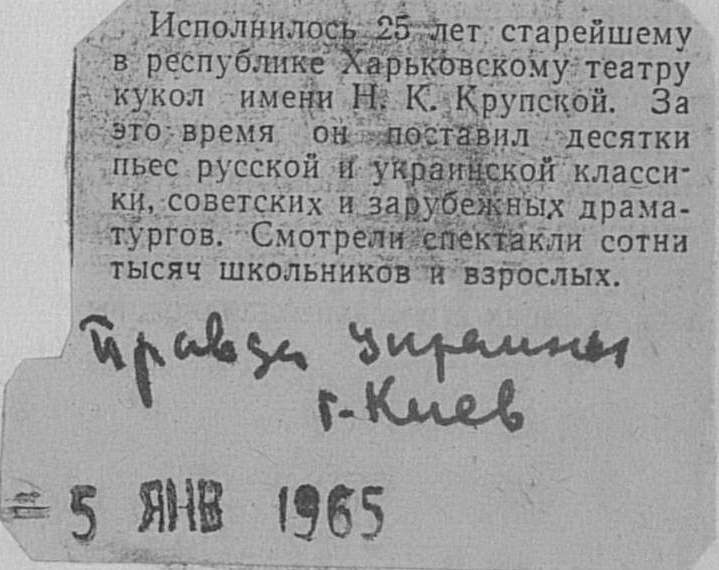 Исполнилось 25 лет старейшему
в республике Харьковскому театру
кукол имени Н. К. Крупской. За
это время он поставил десятки
пьес русской и украинской класси-
ки, советских и зарубежных драма-
тургов. Смотрели спектакли сотни
тысяч школьников и взрослых.
Правда Украины
г. Киев
= 5 ЯНВ 1965